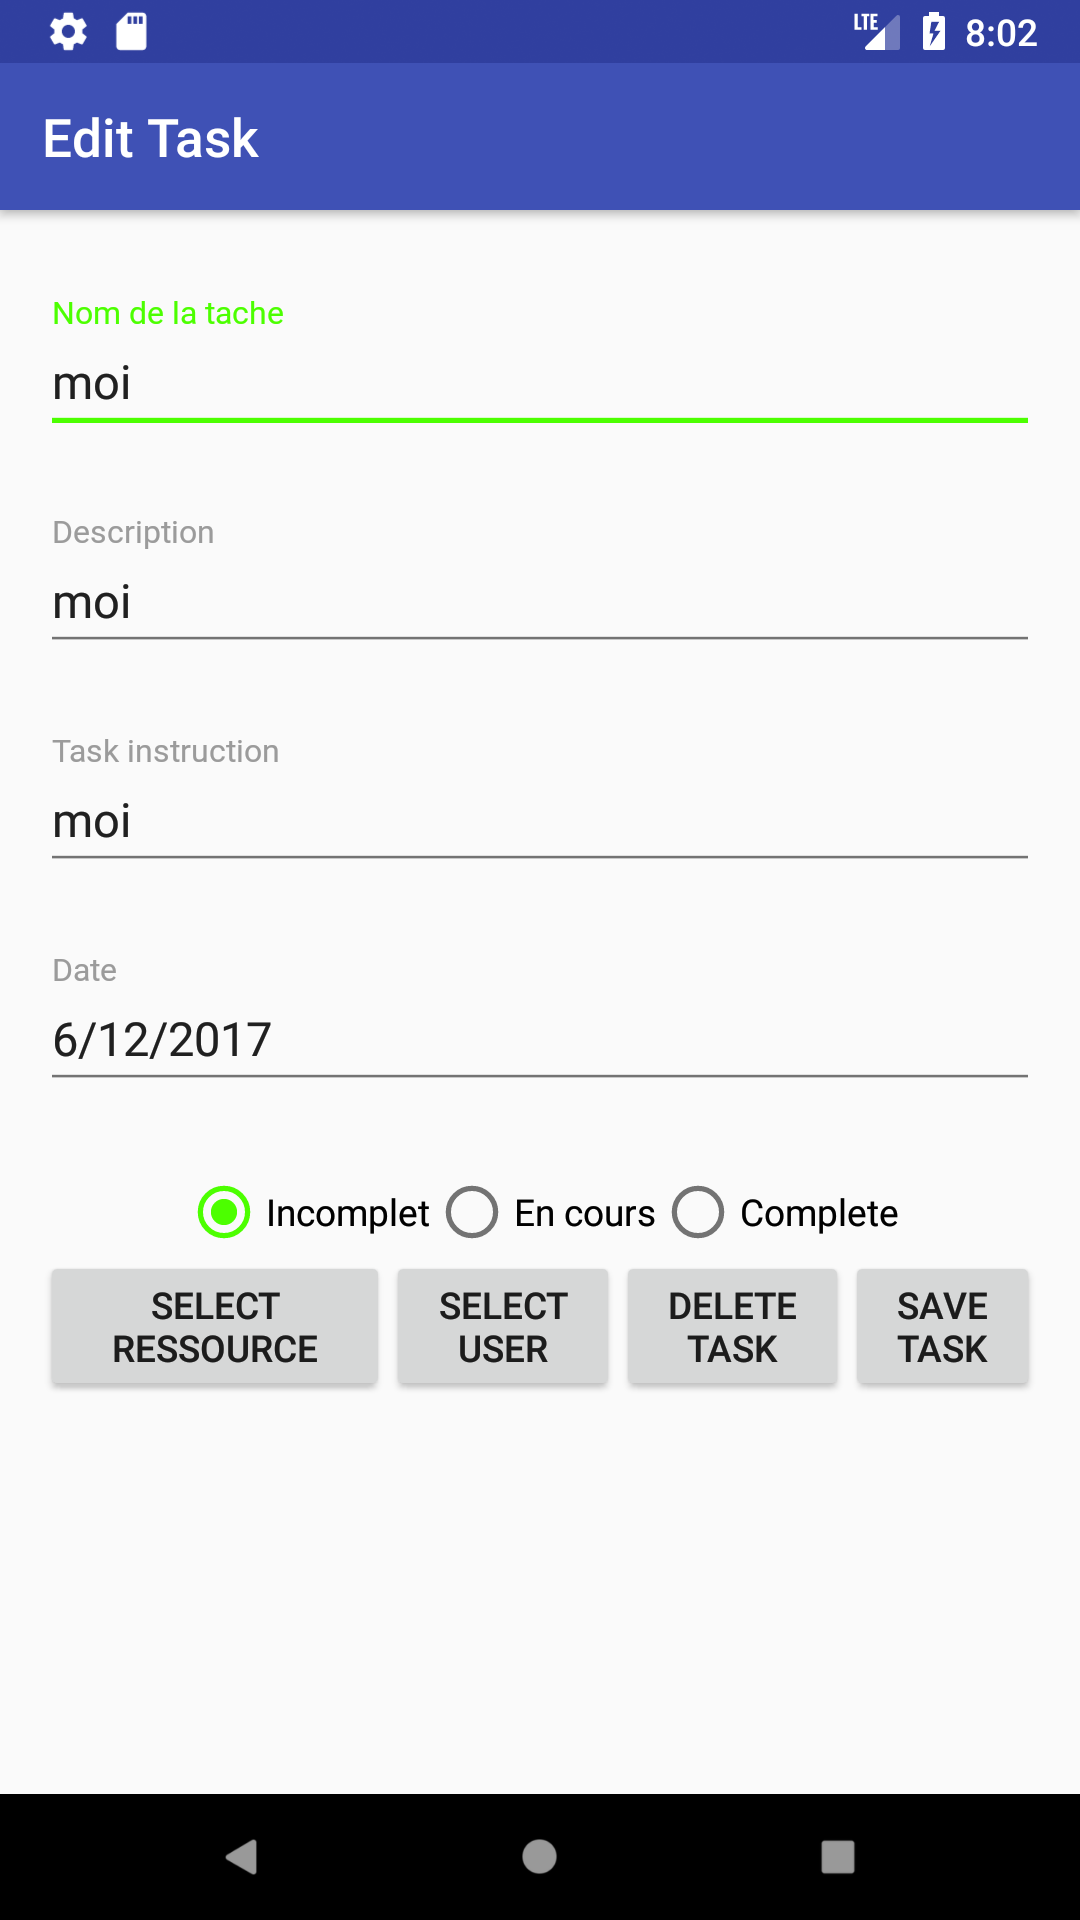 LTE 8:02
Edit Task
Nom de la tache
moi
Description
moi
Task instruction
moi
Date
6/12/2017
Incomplet En cours Complete
SELECT RESSOURCE
SELECT USER
DELETE TASK
SAVE TASK